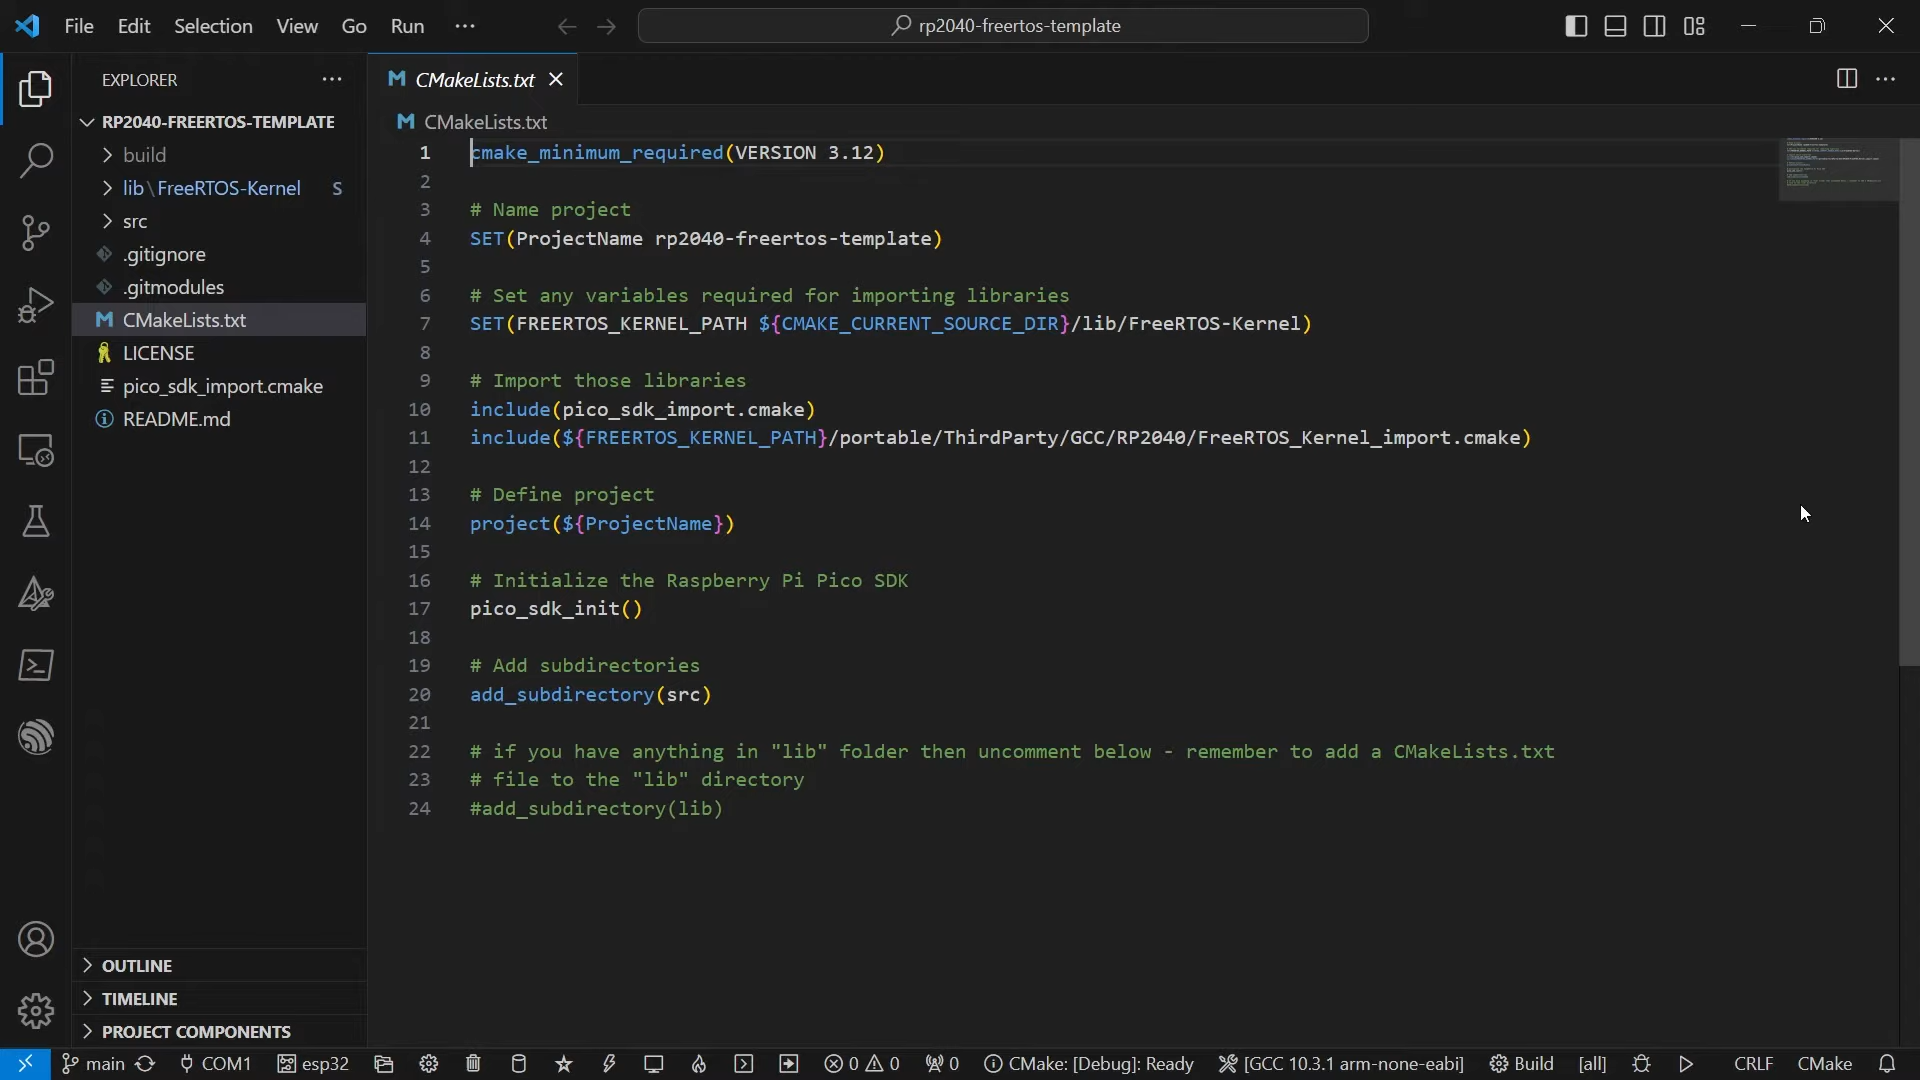 File Edit Selection View Go Run ··· rp2040-freertos-template
EXPLORER ···
CMakeLists.txt
RP2040-FREERTOS-TEMPLATE
build
lib\FreeRTOS-Kernel S
src
.gitignore
.gitmodules
CMakeLists.txt
LICENSE
pico_sdk_import.cmake
README.md
OUTLINE
TIMELINE
PROJECT COMPONENTS
CMakeLists.txt
1 cmake_minimum_required(VERSION 3.12)
2
3 # Name project
4 SET(ProjectName rp2040-freertos-template)
5
6 # Set any variables required for importing libraries
7 SET(FREERTOS_KERNEL_PATH ${CMAKE_CURRENT_SOURCE_DIR}/lib/FreeRTOS-Kernel)
8
9 # Import those libraries
10 include(pico_sdk_import.cmake)
11 include(${FREERTOS_KERNEL_PATH}/portable/ThirdParty/GCC/RP2040/FreeRTOS_Kernel_import.cmake)
12
13 # Define project
14 project(${ProjectName})
15
16 # Initialize the Raspberry Pi Pico SDK
17 pico_sdk_init()
18
19 # Add subdirectories
20 add_subdirectory(src)
21
22 # if you have anything in "lib" folder then uncomment below - remember to add a CMakeLists.txt
23 # file to the "lib" directory
24 #add_subdirectory(lib)
main COM1 esp32 0 0 0 CMake: [Debug]: Ready [GCC 10.3.1 arm-none-eabi] Build [all] CRLF CMake